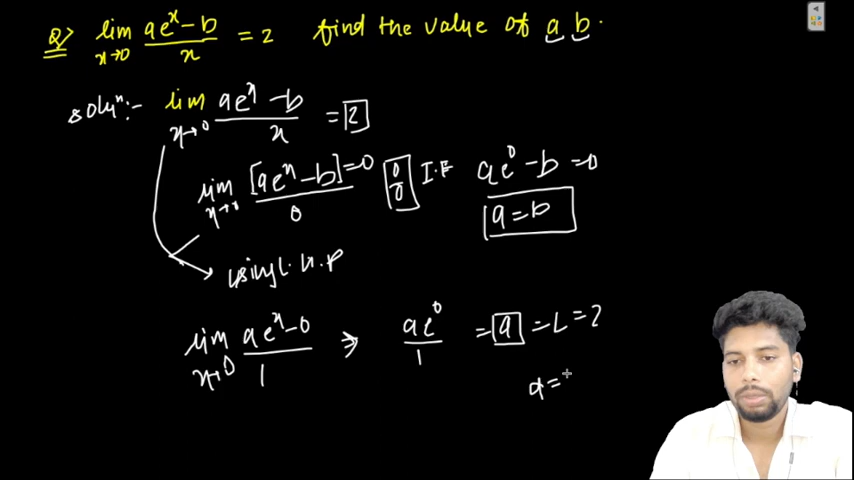 Q> lim x→0 (ae^x - b)/x = 2 find the value of a b.
Soluⁿ:- lim x→0 (ae^x - b)/x = 2
lim x→0 [ae^x - b]=0/0 0/0 I.F ae^0 - b = 0
a = b
using L.H.R
lim x→0 (ae^x - 0)/1 ⇒ ae^0/1 = a = L = 2
a =